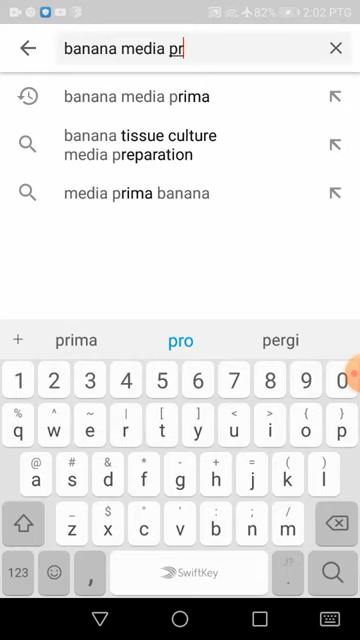 82% 2:02 PTG
banana media pr
banana media prima
banana tissue culture
media preparation
media prima banana
+ prima pro pergi
1 2 3 4 5 6 7 8 9 0
% ^ ~ | [ ] < > { }
q w e r t y u i o p
@ # & * - + = ( )
a s d f g h j k l
_ $ " ' : ; /
z x c v b n m
123 , SwiftKey !? .